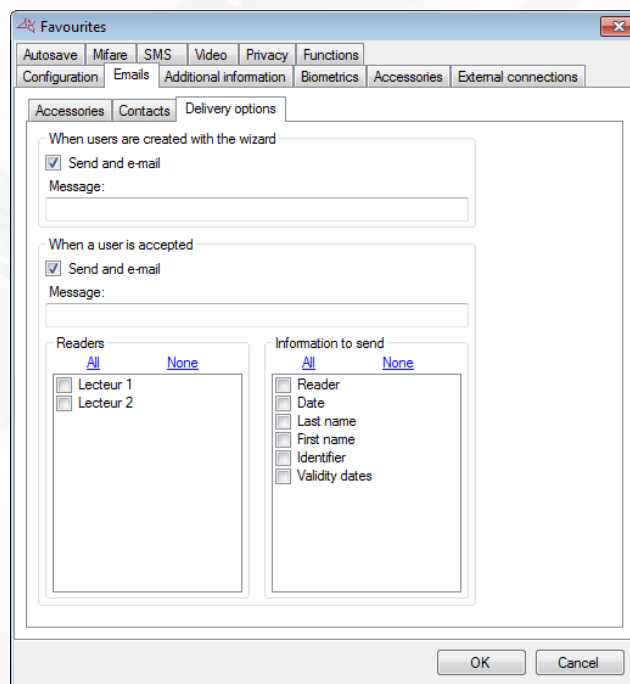 Favourites
Autosave Mifare SMS Video Privacy Functions
Configuration Emails Additional information Biometrics Accessories External connections
Accessories Contacts Delivery options
When users are created with the wizard
Send and e-mail
Message:
When a user is accepted
Send and e-mail
Message:
Readers
All None
Lecteur 1
Lecteur 2
Information to send
All None
Reader
Date
Last name
First name
Identifier
Validity dates
OK Cancel